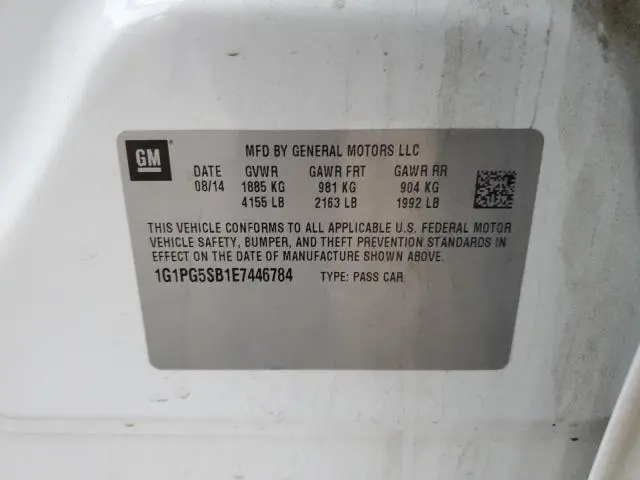 GM
MFD BY GENERAL MOTORS LLC
DATE GVWR GAWR FRT GAWR RR
08/14 1885 KG 981 KG 904 KG
4155 LB 2163 LB 1992 LB
THIS VEHICLE CONFORMS TO ALL APPLICABLE U.S. FEDERAL MOTOR
VEHICLE SAFETY, BUMPER, AND THEFT PREVENTION STANDARDS IN
EFFECT ON THE DATE OF MANUFACTURE SHOWN ABOVE.
1G1PG5SB1E7446784 TYPE: PASS CAR